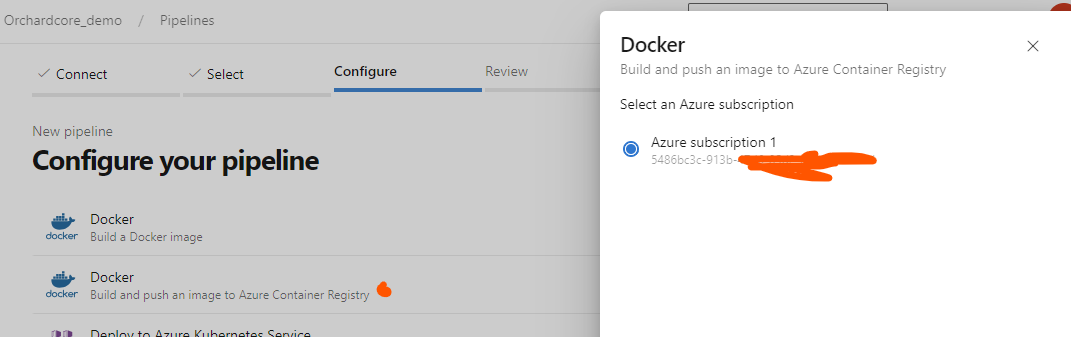 Orchardcore_demo / Pipelines
Connect
Select
Configure
Review
New pipeline
Configure your pipeline
docker
Docker
Build a Docker image
docker
Docker
Build and push an image to Azure Container Registry
Deploy to Azure Kubernetes Service
Docker
Build and push an image to Azure Container Registry
Select an Azure subscription
Azure subscription 1
5486bc3c-913b-